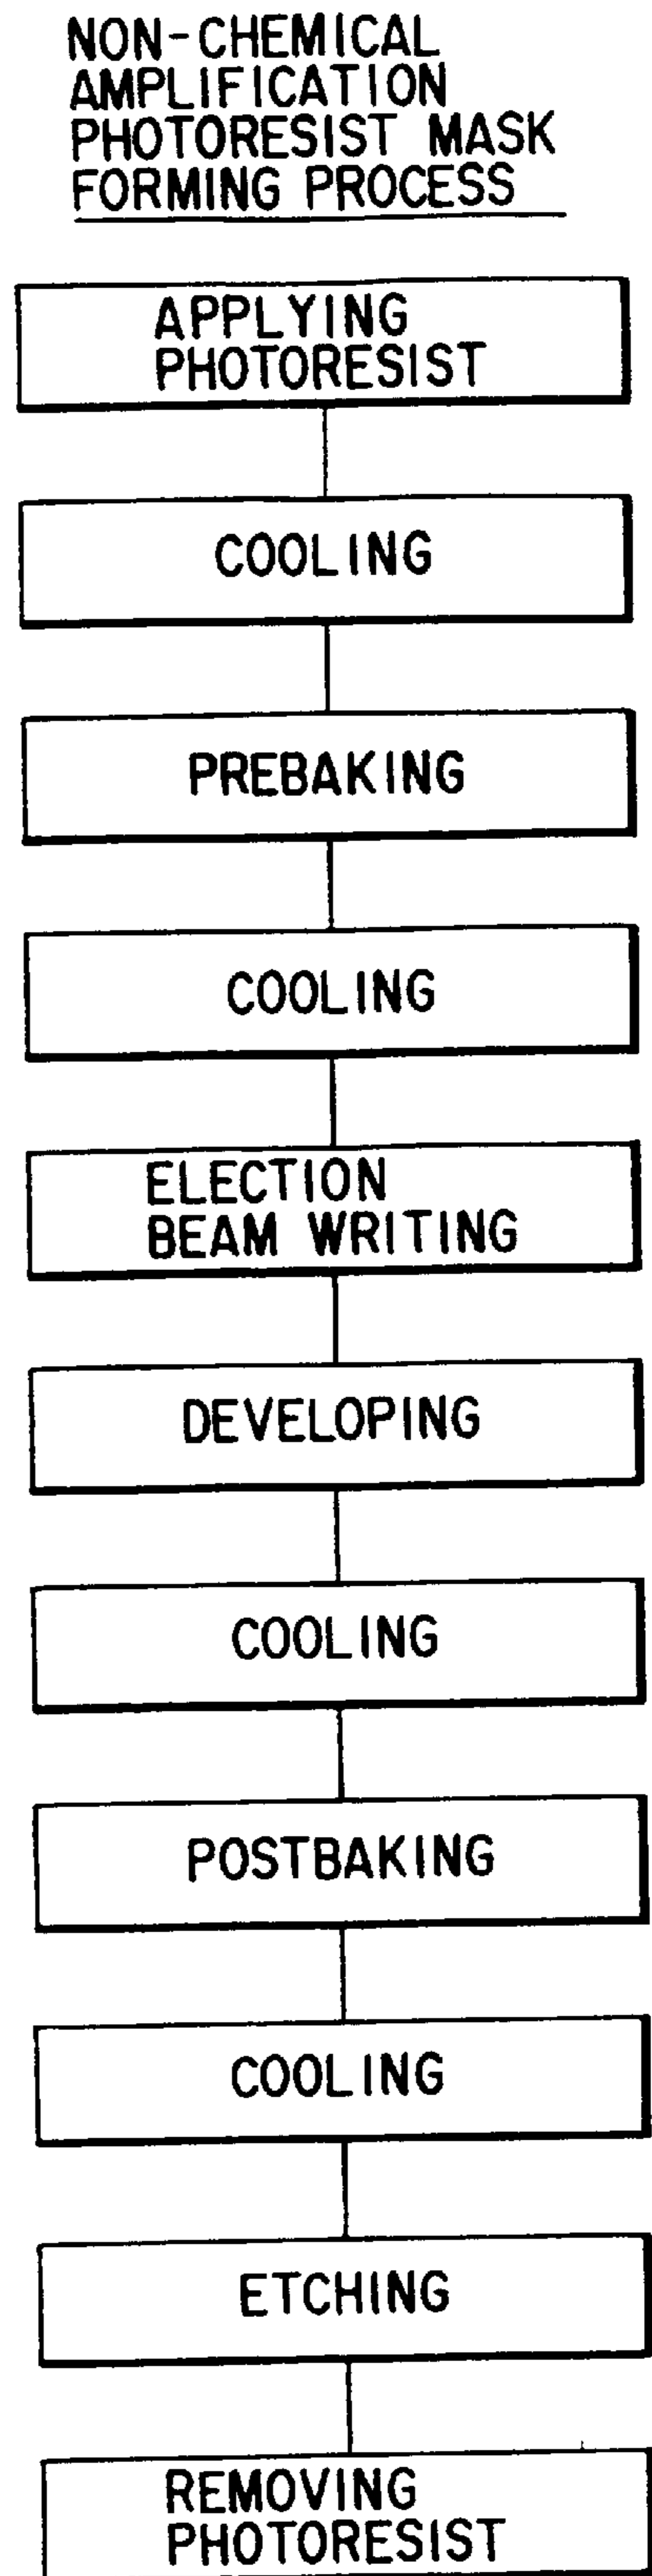 NON-CHEMICAL
AMPLIFICATION
PHOTORESIST MASK
FORMING PROCESS
APPLYING
PHOTORESIST
COOLING
PREBAKING
COOLING
ELECTION
BEAM WRITING
DEVELOPING
COOLING
POSTBAKING
COOLING
ETCHING
REMOVING
PHOTORESIST